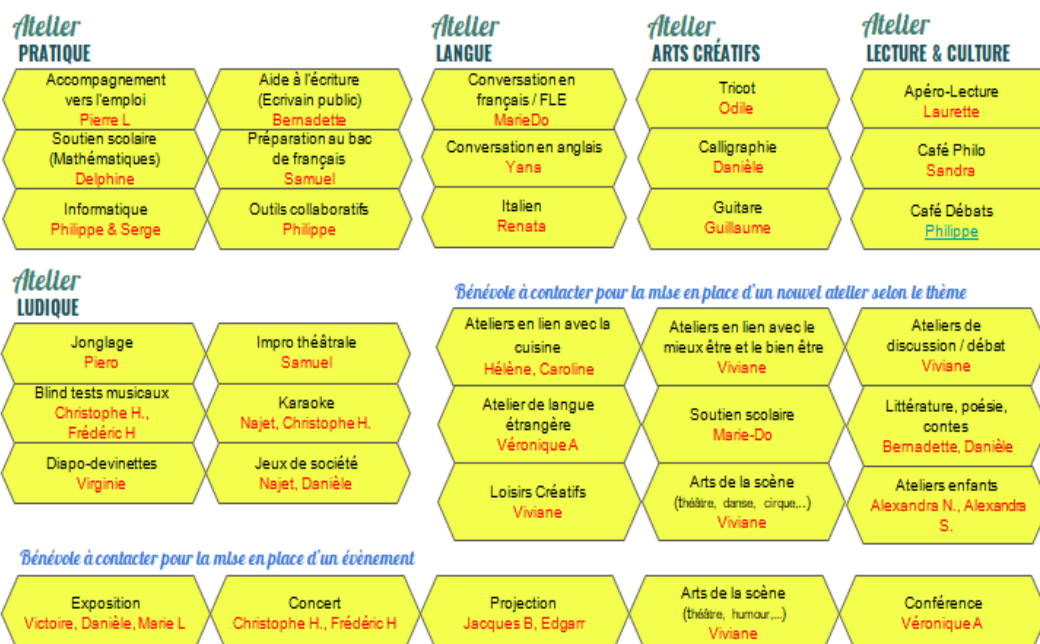 Atelier
PRATIQUE
Accompagnement
vers l'emploi
Pierre L
Aide à l'écriture
(Ecrivain public)
Bernadette
Soutien scolaire
(Mathématiques)
Delphine
Préparation au bac
de français
Samuel
Informatique
Philippe & Serge
Outils collaboratifs
Philippe
Atelier
LANGUE
Conversation en
français / FLE
MarieDo
Conversation en anglais
Yana
Italien
Renata
Atelier
ARTS CRÉATIFS
Tricot
Odile
Calligraphie
Danièle
Guitare
Guillaume
Atelier
LECTURE & CULTURE
Apéro-Lecture
Laurette
Café Philo
Sandra
Café Débats
Philippe
Atelier
LUDIQUE
Jonglage
Piero
Impro théâtrale
Samuel
Blind tests musicaux
Christophe H.,
Frédéric H
Karaoke
Najet, Christophe H.
Diapo-devinettes
Virginie
Jeux de société
Najet, Danièle
Bénévole à contacter pour la mise en place d'un nouvel atelier selon le thème
Ateliers en lien avec la
cuisine
Hélène, Caroline
Ateliers en lien avec le
mieux être et le bien être
Viviane
Ateliers de
discussion / débat
Viviane
Atelier de langue
étrangère
Véronique A
Soutien scolaire
Marie-Do
Littérature, poésie,
contes
Bernadette, Danièle
Loisirs Créatifs
Viviane
Arts de la scène
(théâtre, danse, cirque,..)
Viviane
Ateliers enfants
Alexandra N., Alexandra
S.
Bénévole à contacter pour la mise en place d'un évènement
Exposition
Victoire, Danièle, Marie L
Concert
Christophe H., Frédéric H
Projection
Jacques B, Edgarr
Arts de la scène
(théâtre, humour,...)
Viviane
Conférence
Véronique A